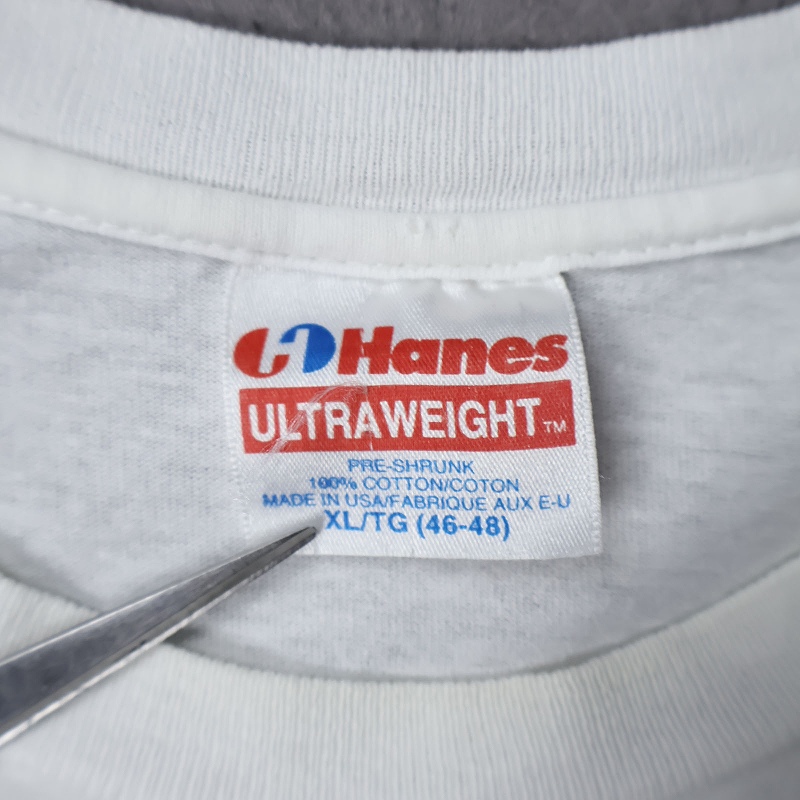 Hanes
ULTRAWEIGHT™
PRE-SHRUNK
100% COTTON/COTON
MADE IN USA/FABRIQUE AUX E-U
XL/TG (46-48)